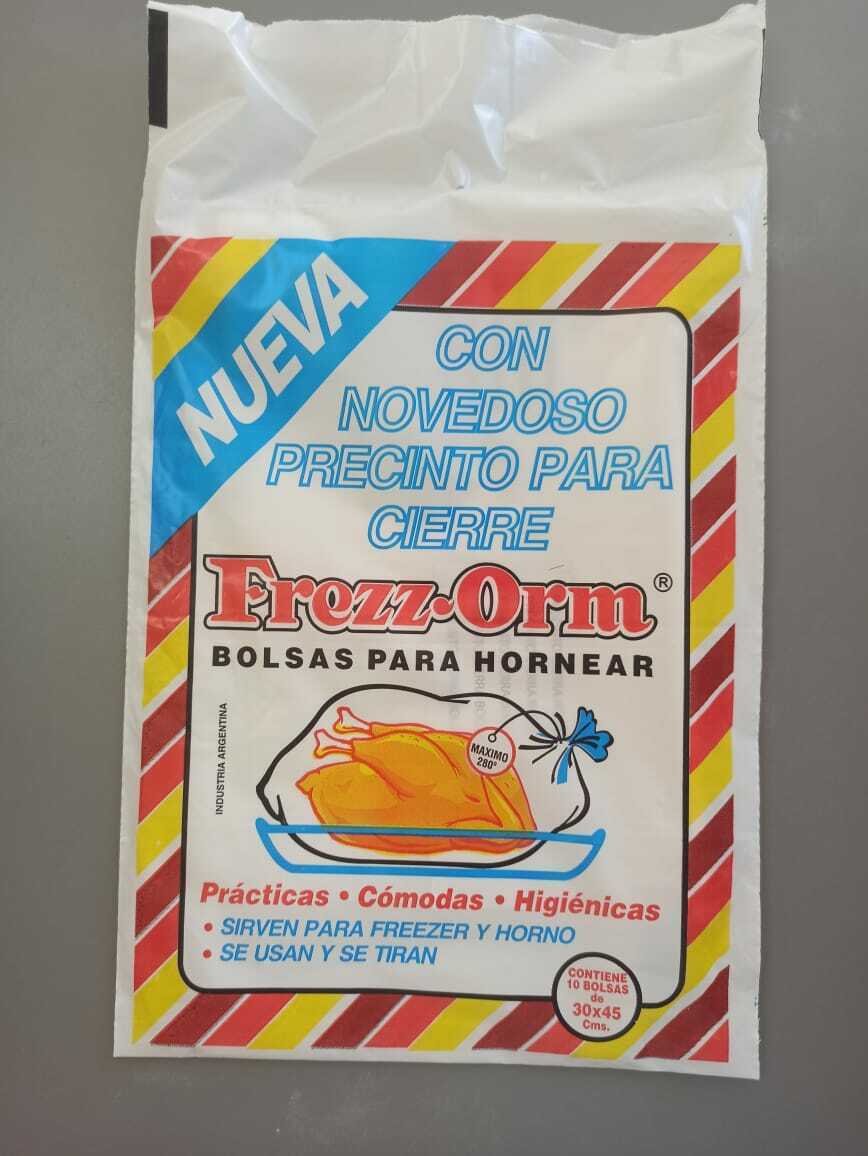 NUEVA
CON
NOVEDOSO
PRECINTO PARA
CIERRE
Frezz-Orm®
BOLSAS PARA HORNEAR
INDUSTRIA ARGENTINA
MAXIMO
280°
Prácticas • Cómodas • Higiénicas
• SIRVEN PARA FREEZER Y HORNO
• SE USAN Y SE TIRAN
CONTIENE
10 BOLSAS
de
30x45
Cms.